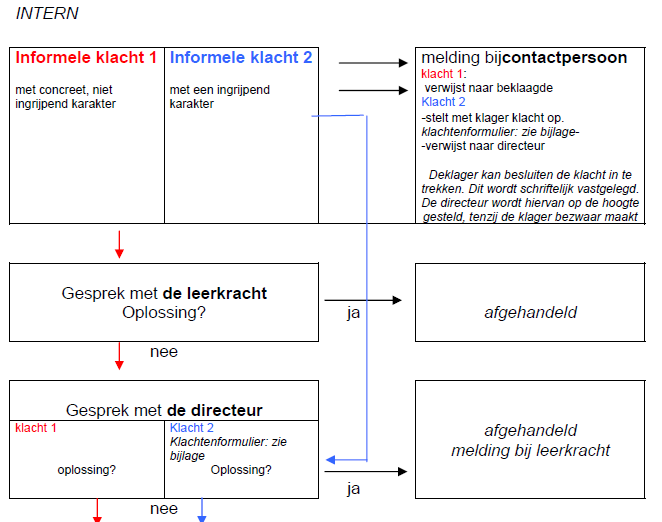 INTERN
Informele klacht 1
met concreet, niet
ingrijpend karakter
Informele klacht 2
met een ingrijpend
karakter
melding bijcontactpersoon
klacht 1:
verwijst naar beklaagde
Klacht 2
-stelt met klager klacht op.
klachtenformulier: zie bijlage-
-verwijst naar directeur
Deklager kan besluiten de klacht in te
trekken. Dit wordt schriftelijk vastgelegd.
De directeur wordt hiervan op de hoogte
gesteld, tenzij de klager bezwaar maakt
Gesprek met de leerkracht
Oplossing?
ja
afgehandeld
nee
Gesprek met de directeur
klacht 1
oplossing?
Klacht 2
Klachtenformulier: zie
bijlage
Oplossing?
ja
afgehandeld
melding bij leerkracht
nee